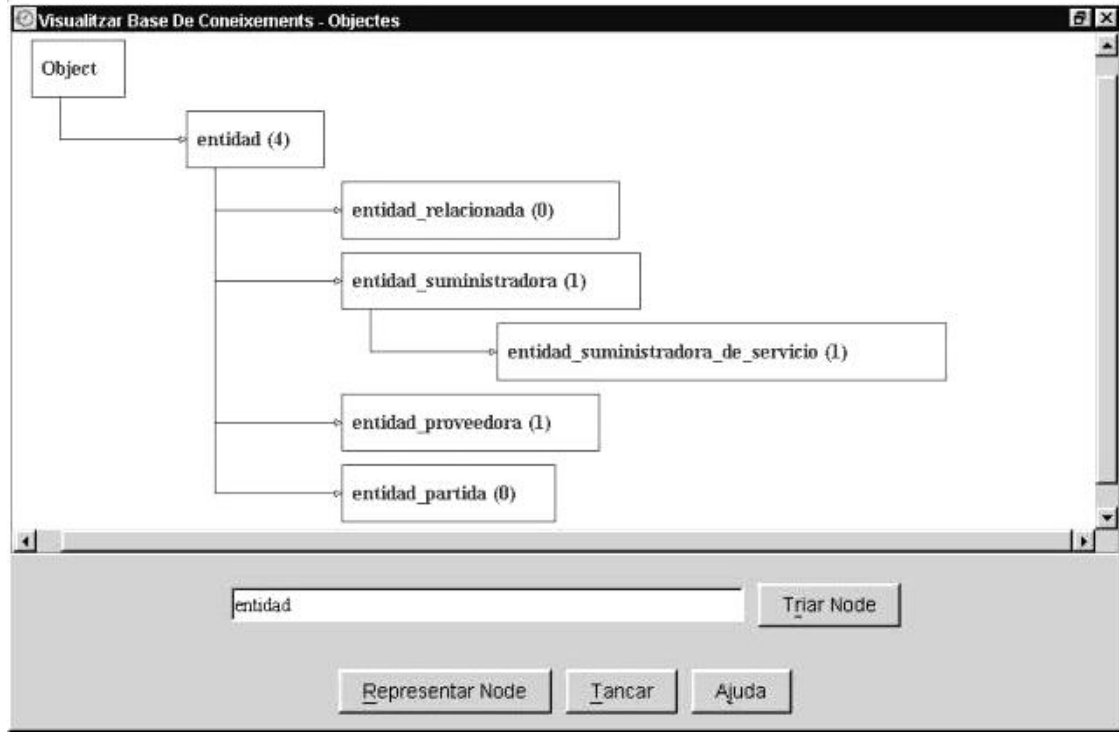 Visualitzar Base De Coneixements - Objectes
Object
entidad (4)
entidad_relacionada (0)
entidad_suministradora (1)
entidad_suministradora_de_servicio (1)
entidad_proveedora (1)
entidad_partida (0)
entidad
Triar Node
Representar Node
Tancar
Ajuda